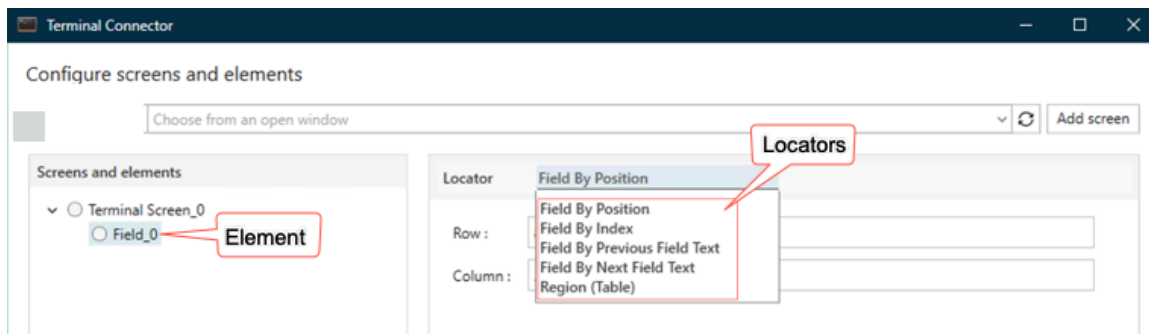 Terminal Connector
Configure screens and elements
Choose from an open window
Add screen
Locators
Screens and elements
Locator
Field By Position
Terminal Screen_0
Field_0
Element
Field By Position
Field By Index
Field By Previous Field Text
Field By Next Field Text
Region (Table)
Row :
Column :